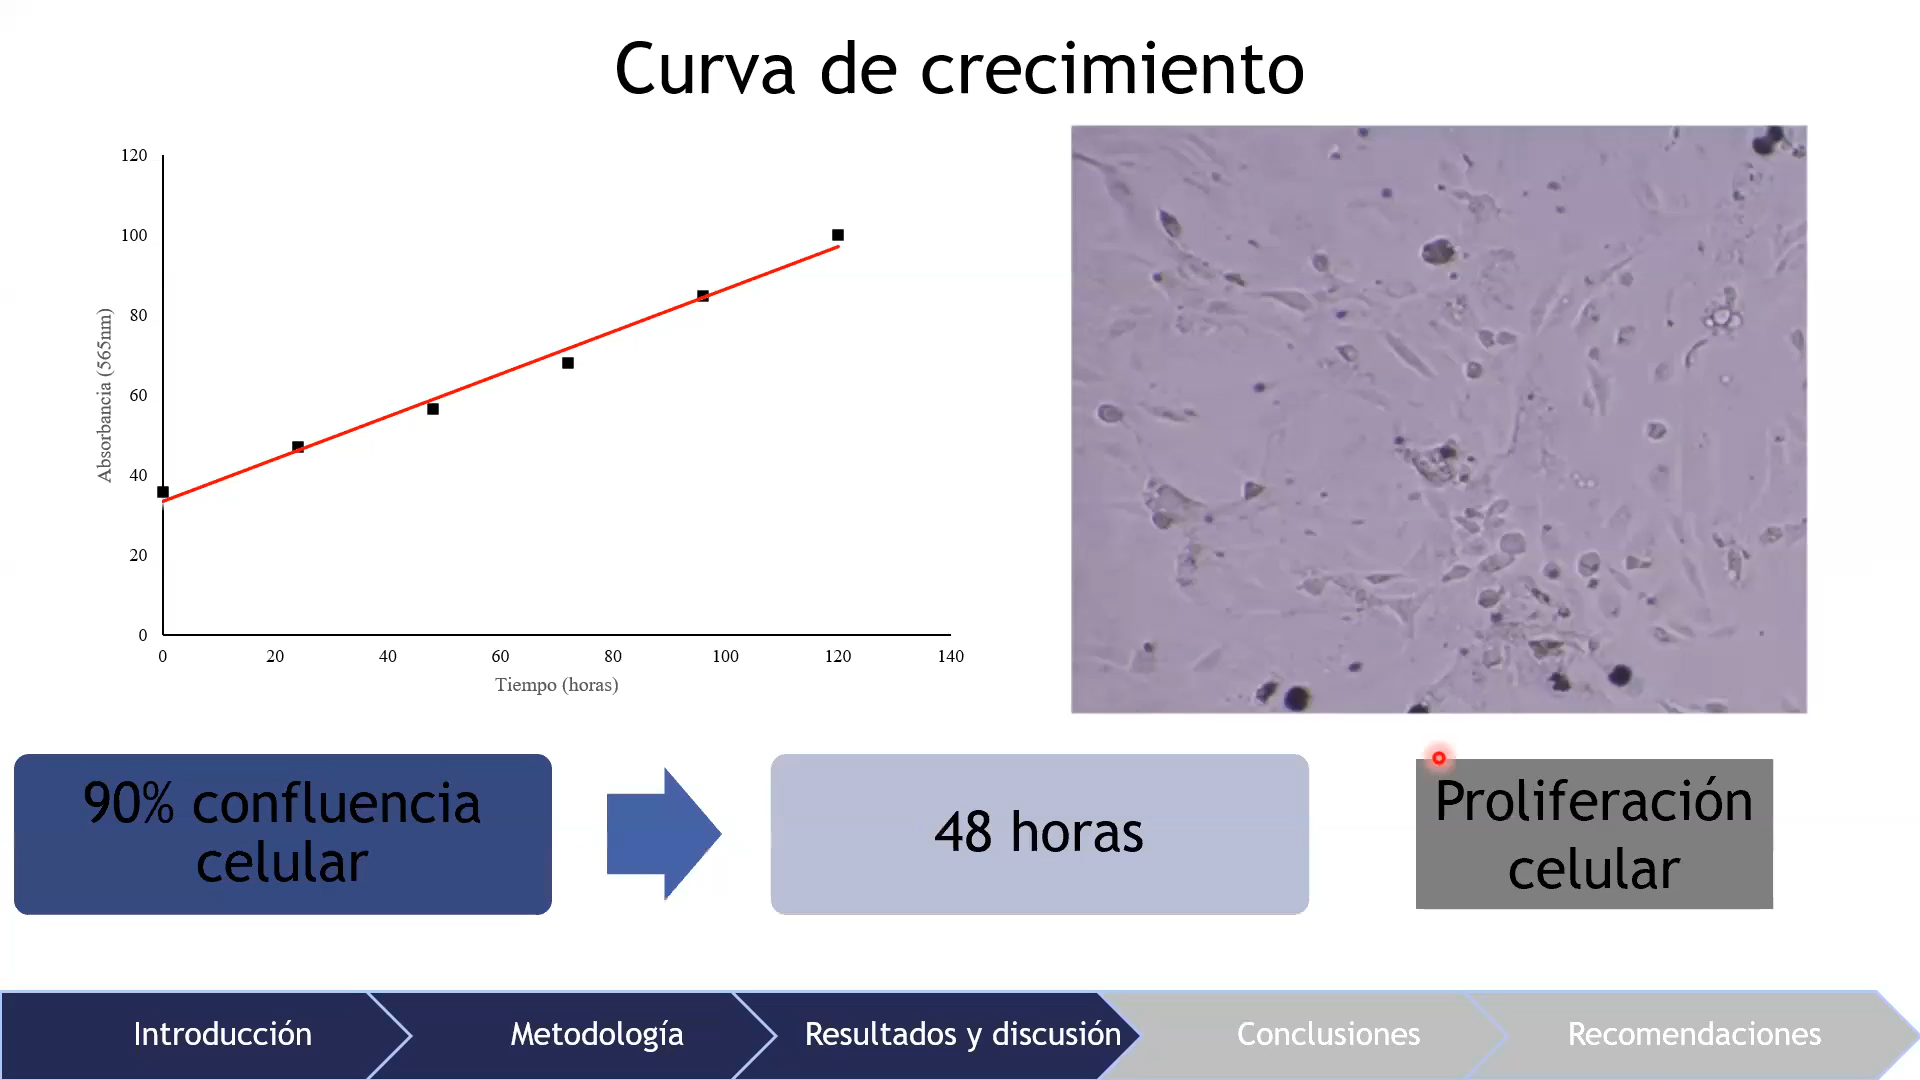 Curva de crecimiento
120
100
80
60
40
20
0
Absorbancia (565nm)
0 20 40 60 80 100 120 140
Tiempo (horas)
90% confluencia
celular
48 horas
Proliferación
celular
Introducción
Metodología
Resultados y discusión
Conclusiones
Recomendaciones